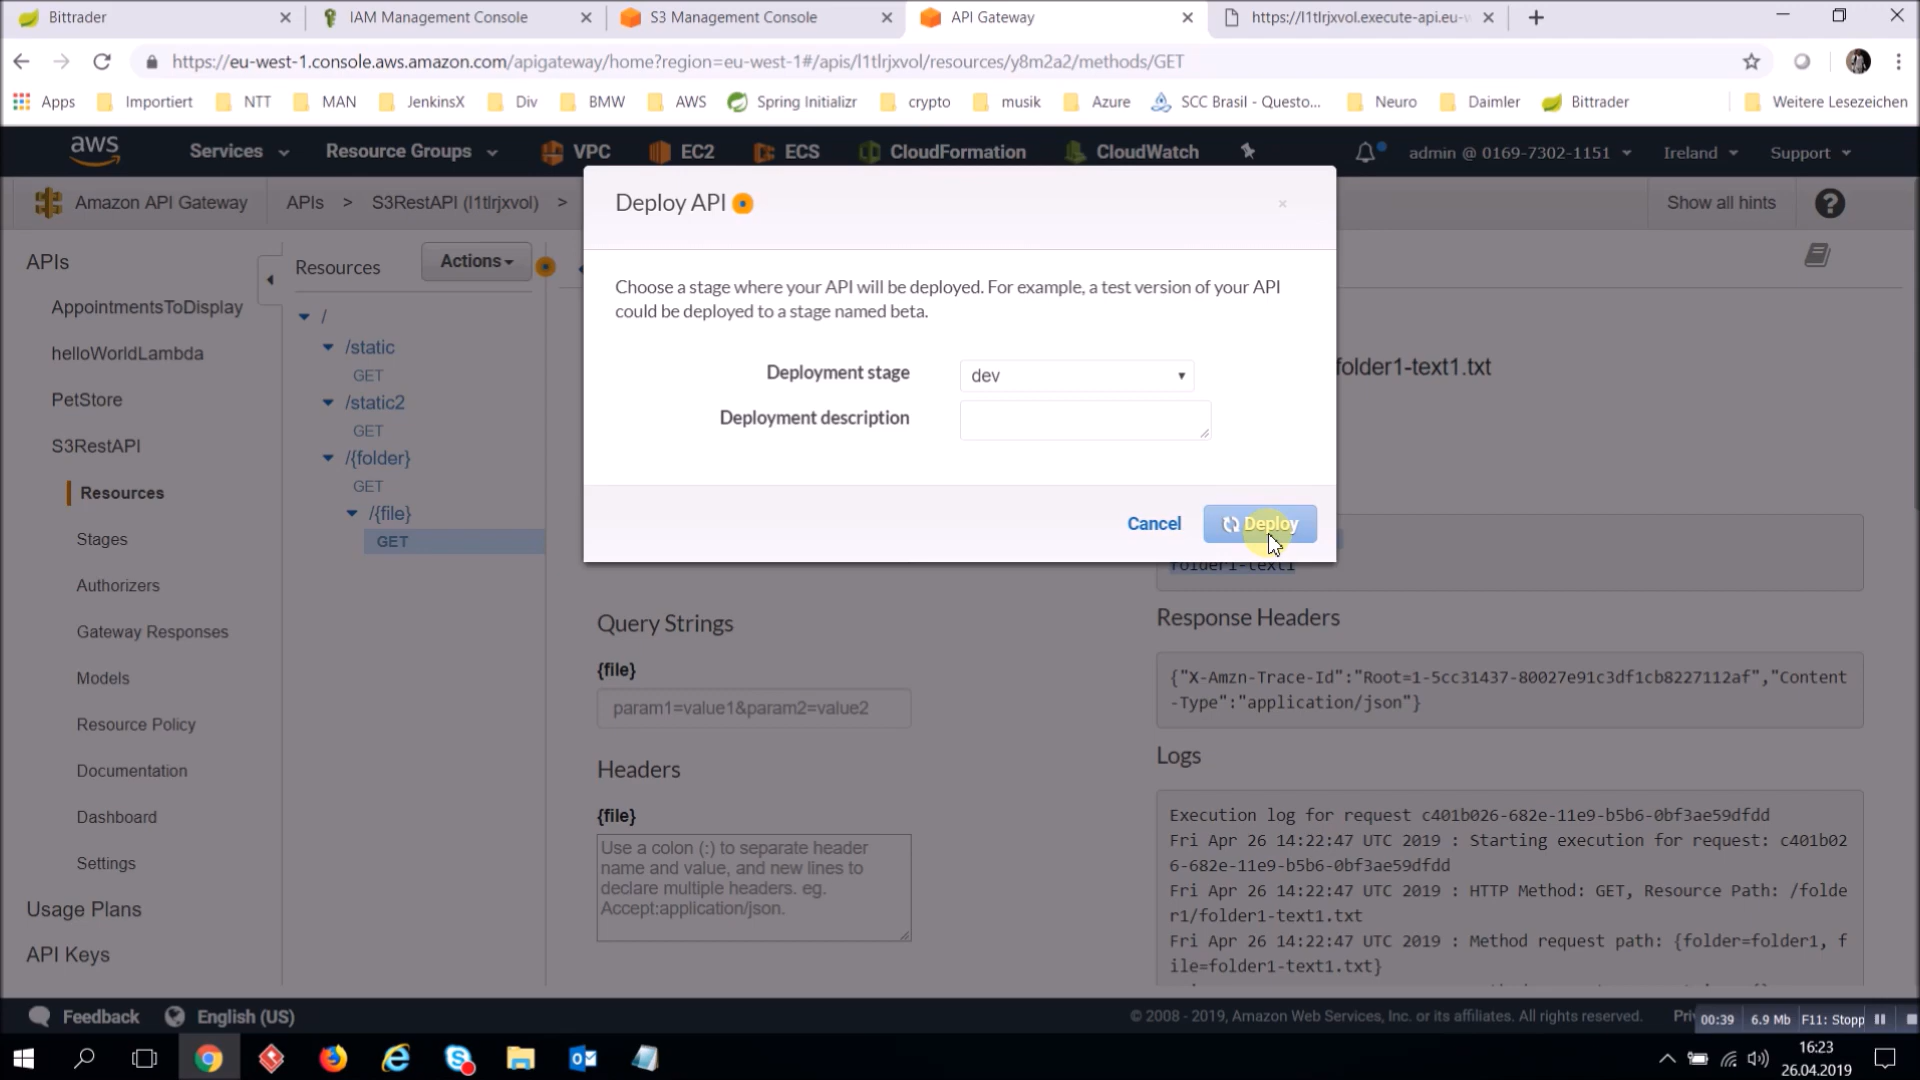 Bittrader
IAM Management Console
S3 Management Console
API Gateway
https://l1tlrjxvol.execute-api.eu-w
https://eu-west-1.console.aws.amazon.com/apigateway/home?region=eu-west-1#/apis/l1tlrjxvol/resources/y8m2a2/methods/GET
Apps Importiert NTT MAN JenkinsX Div BMW AWS Spring Initializr crypto musik Azure SCC Brasil - Questo... Neuro Daimler Bittrader Weitere Lesezeichen
aws Services Resource Groups VPC EC2 ECS CloudFormation CloudWatch admin @ 0169-7302-1151 Ireland Support
Amazon API Gateway APIs > S3RestAPI (l1tlrjxvol) > Show all hints ?
Deploy API
Choose a stage where your API will be deployed. For example, a test version of your API
could be deployed to a stage named beta.
Deployment stage dev
Deployment description
Cancel Deploy
APIs
AppointmentsToDisplay
helloWorldLambda
PetStore
S3RestAPI
Resources
Stages
Authorizers
Gateway Responses
Models
Resource Policy
Documentation
Dashboard
Settings
Usage Plans
API Keys
Resources Actions
/
/static
GET
/static2
GET
/{folder}
GET
/{file}
GET
Query Strings
{file}
param1=value1&param2=value2
Headers
{file}
Use a colon (:) to separate header
name and value, and new lines to
declare multiple headers. eg.
Accept:application/json.
folder1-text1.txt
folder1-text1
Response Headers
{"X-Amzn-Trace-Id":"Root=1-5cc31437-80027e91c3df1cb8227112af","Content
-Type":"application/json"}
Logs
Execution log for request c401b026-682e-11e9-b5b6-0bf3ae59dfdd
Fri Apr 26 14:22:47 UTC 2019 : Starting execution for request: c401b02
6-682e-11e9-b5b6-0bf3ae59dfdd
Fri Apr 26 14:22:47 UTC 2019 : HTTP Method: GET, Resource Path: /folde
r1/folder1-text1.txt
Fri Apr 26 14:22:47 UTC 2019 : Method request path: {folder=folder1, f
ile=folder1-text1.txt}
Feedback English (US) © 2008 - 2019, Amazon Web Services, Inc. or its affiliates. All rights reserved. Pri
00:39 6.9 Mb F11: Stopp
16:23
26.04.2019